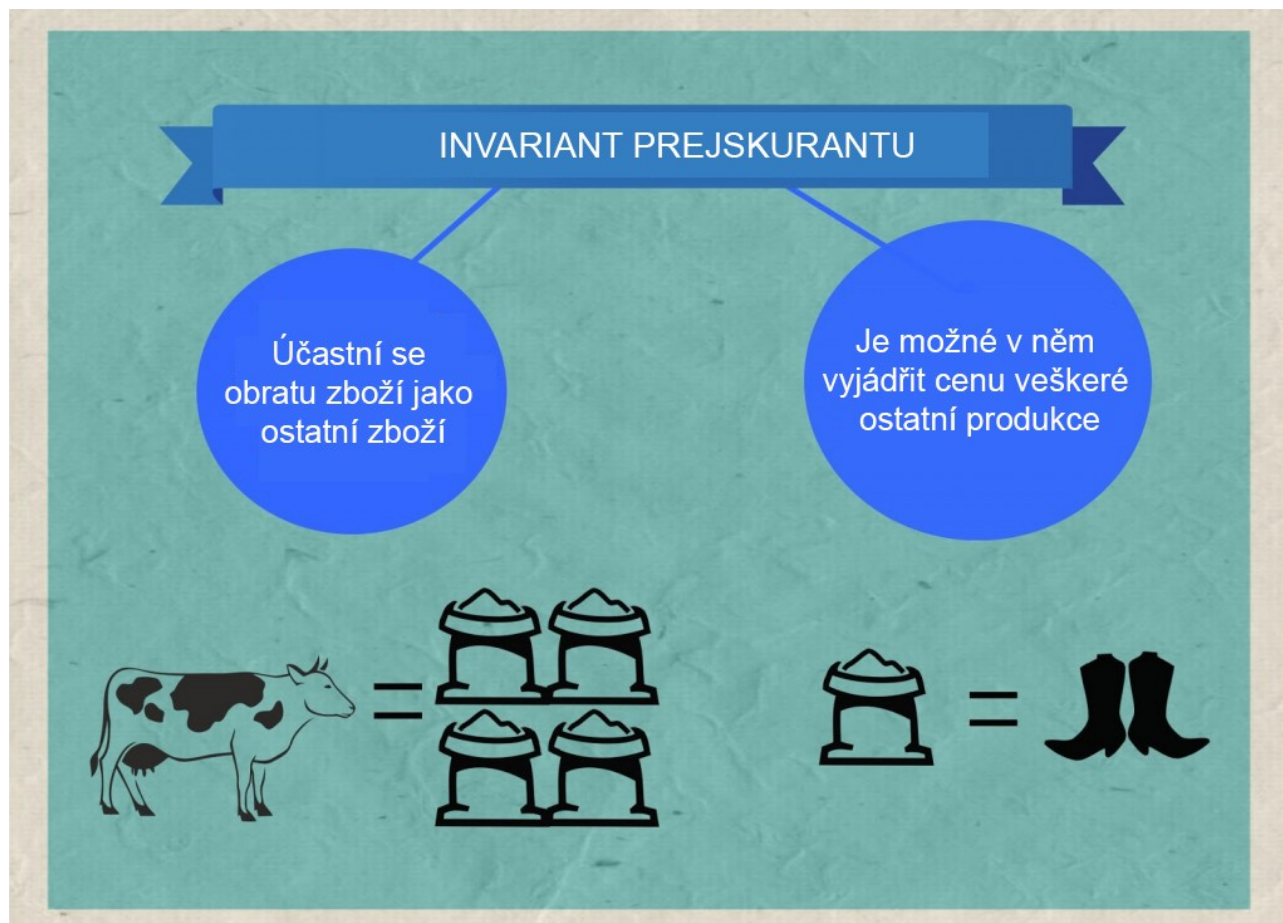 INVARIANT PREJSKURANTU
Účastní se
obratu zboží jako
ostatní zboží
Je možné v něm
vyjádřit cenu veškeré
ostatní produkce